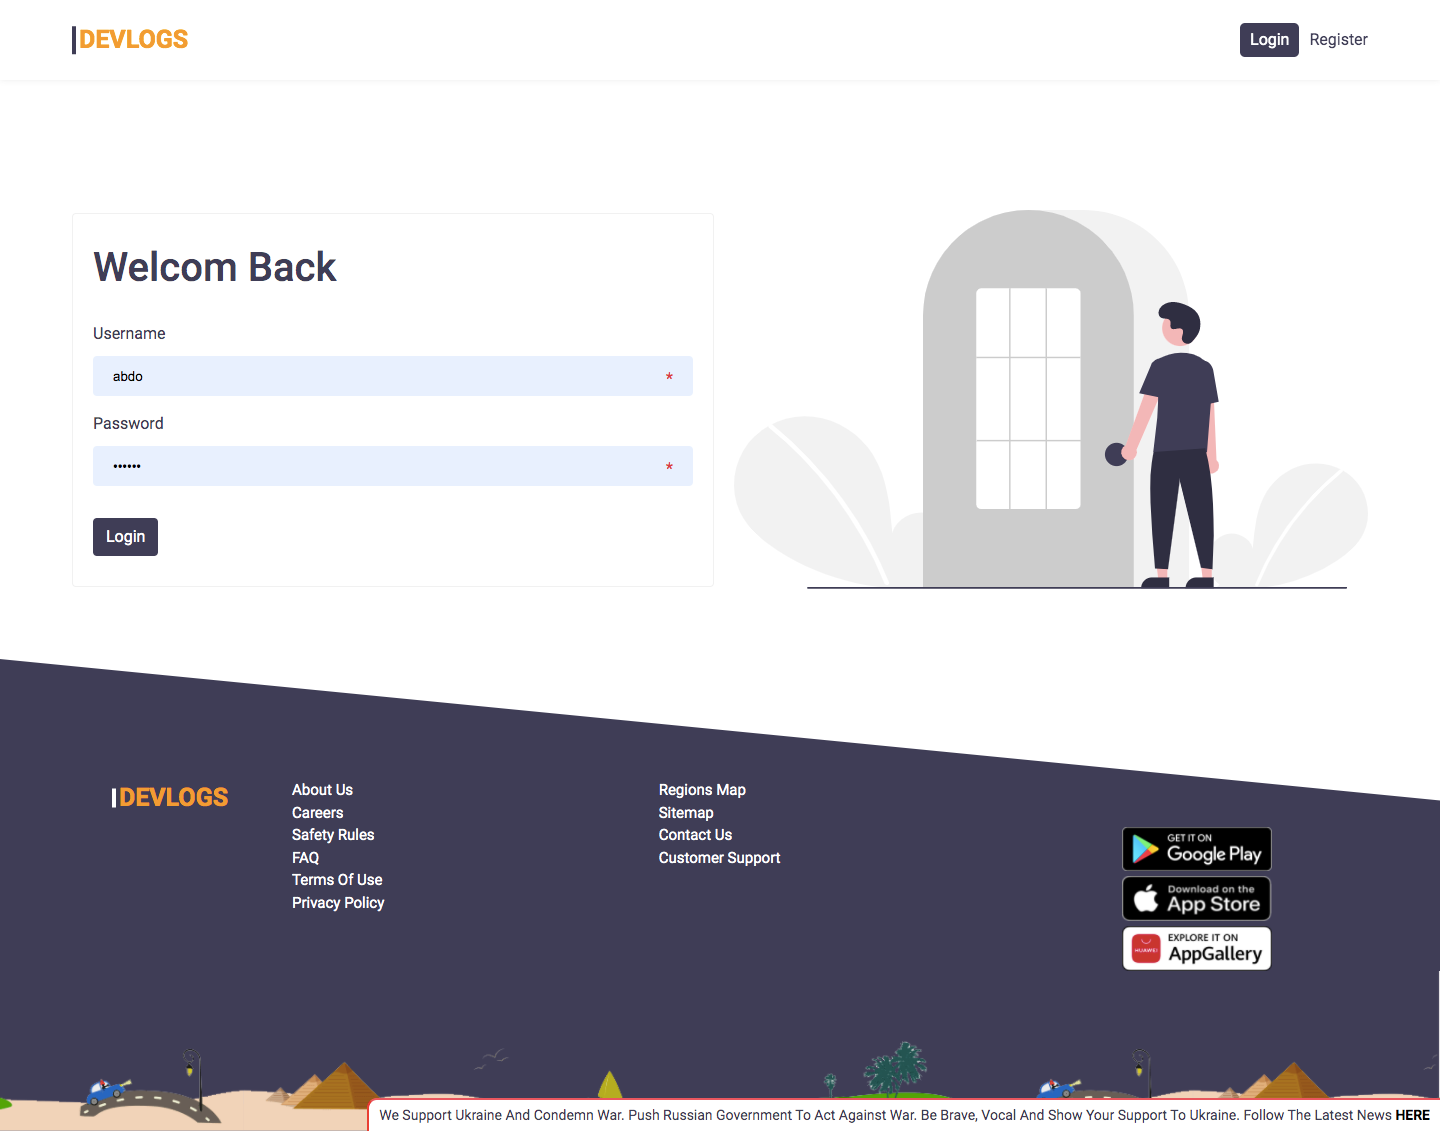 DEVLOGS
Login Register
Welcom Back
Username
abdo *
Password
•••••• *
Login
DEVLOGS
About Us
Careers
Safety Rules
FAQ
Terms Of Use
Privacy Policy
Regions Map
Sitemap
Contact Us
Customer Support
GET IT ON
Google Play
Download on the
App Store
HUAWEI
EXPLORE IT ON
AppGallery
We Support Ukraine And Condemn War. Push Russian Government To Act Against War. Be Brave, Vocal And Show Your Support To Ukraine. Follow The Latest News HERE